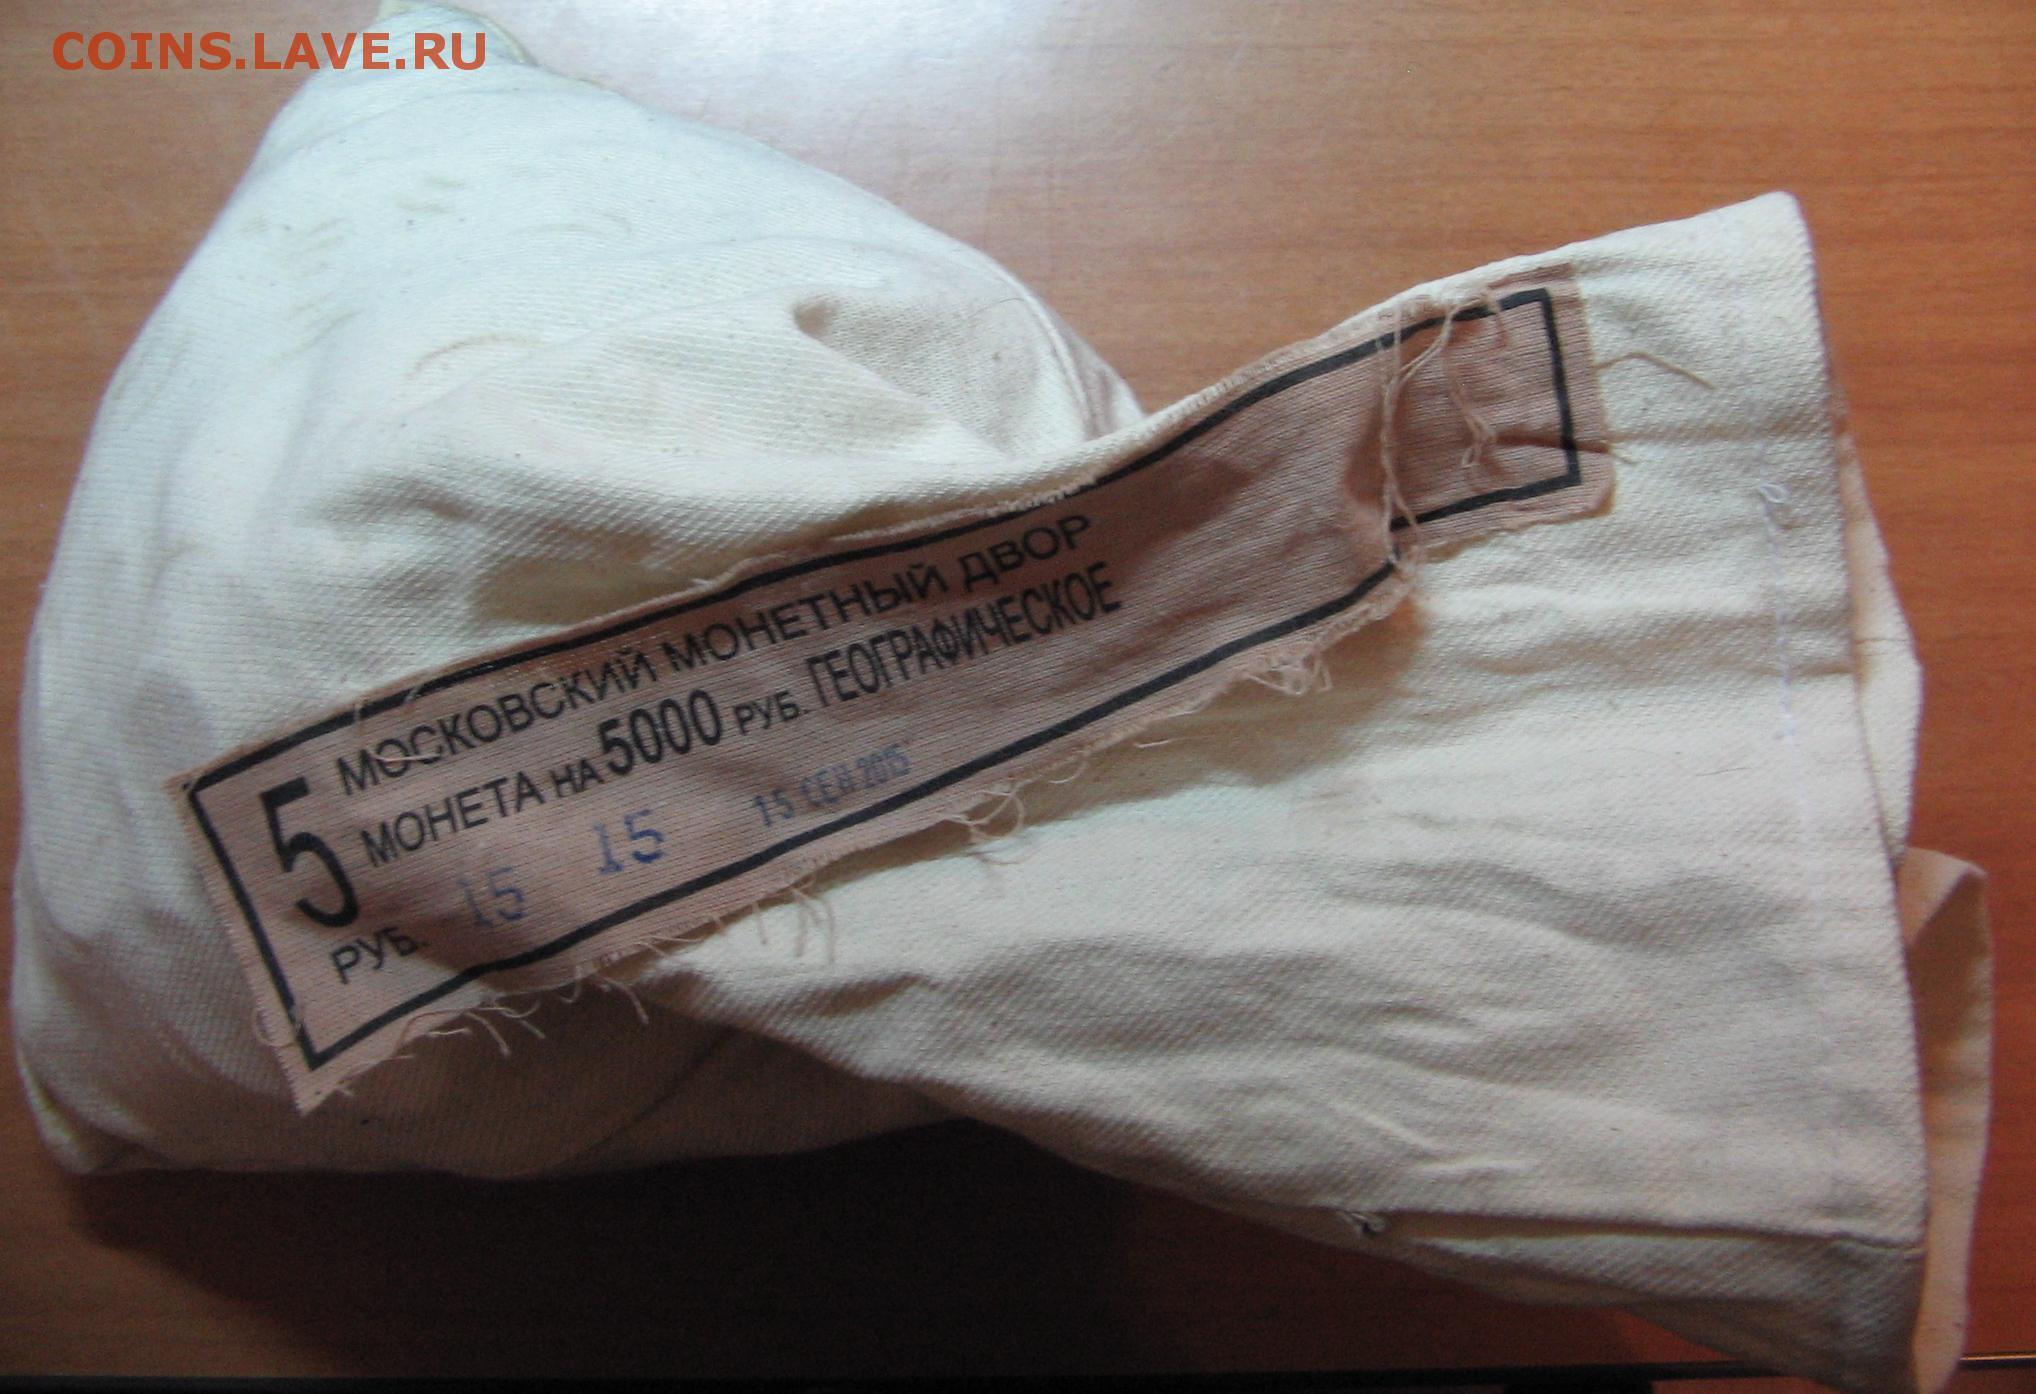 COINS.LAVE.RU
5 МОСКОВСКИЙ МОНЕТНЫЙ ДВОР
МОНЕТА НА 5000 РУБ. ГЕОГРАФИЧЕСКОЕ
РУБ. 15 15 15 СЕН 2015